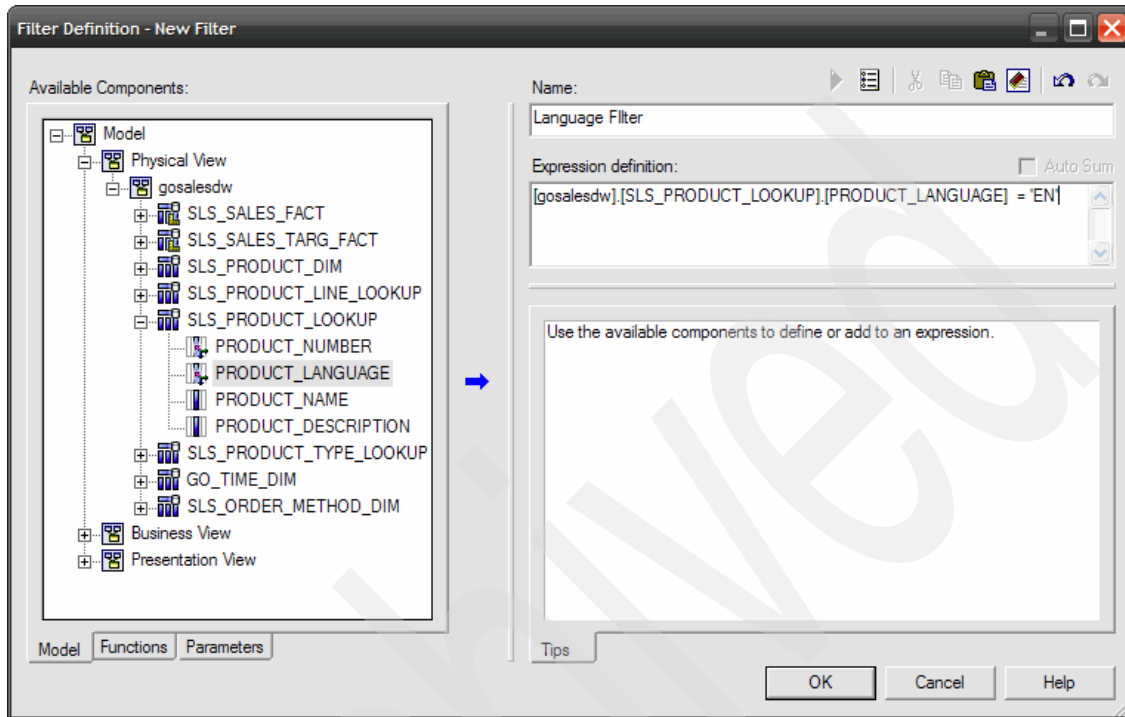 Filter Definition - New Filter
Available Components:
Model
Physical View
gosalesdw
SLS_SALES_FACT
SLS_SALES_TARG_FACT
SLS_PRODUCT_DIM
SLS_PRODUCT_LINE_LOOKUP
SLS_PRODUCT_LOOKUP
PRODUCT_NUMBER
PRODUCT_LANGUAGE
PRODUCT_NAME
PRODUCT_DESCRIPTION
SLS_PRODUCT_TYPE_LOOKUP
GO_TIME_DIM
SLS_ORDER_METHOD_DIM
Business View
Presentation View
Model Functions Parameters
Name:
Language FIlter
Expression definition:
Auto Sum
[gosalesdw].[SLS_PRODUCT_LOOKUP].[PRODUCT_LANGUAGE] = 'EN'
Use the available components to define or add to an expression.
Tips
OK Cancel Help